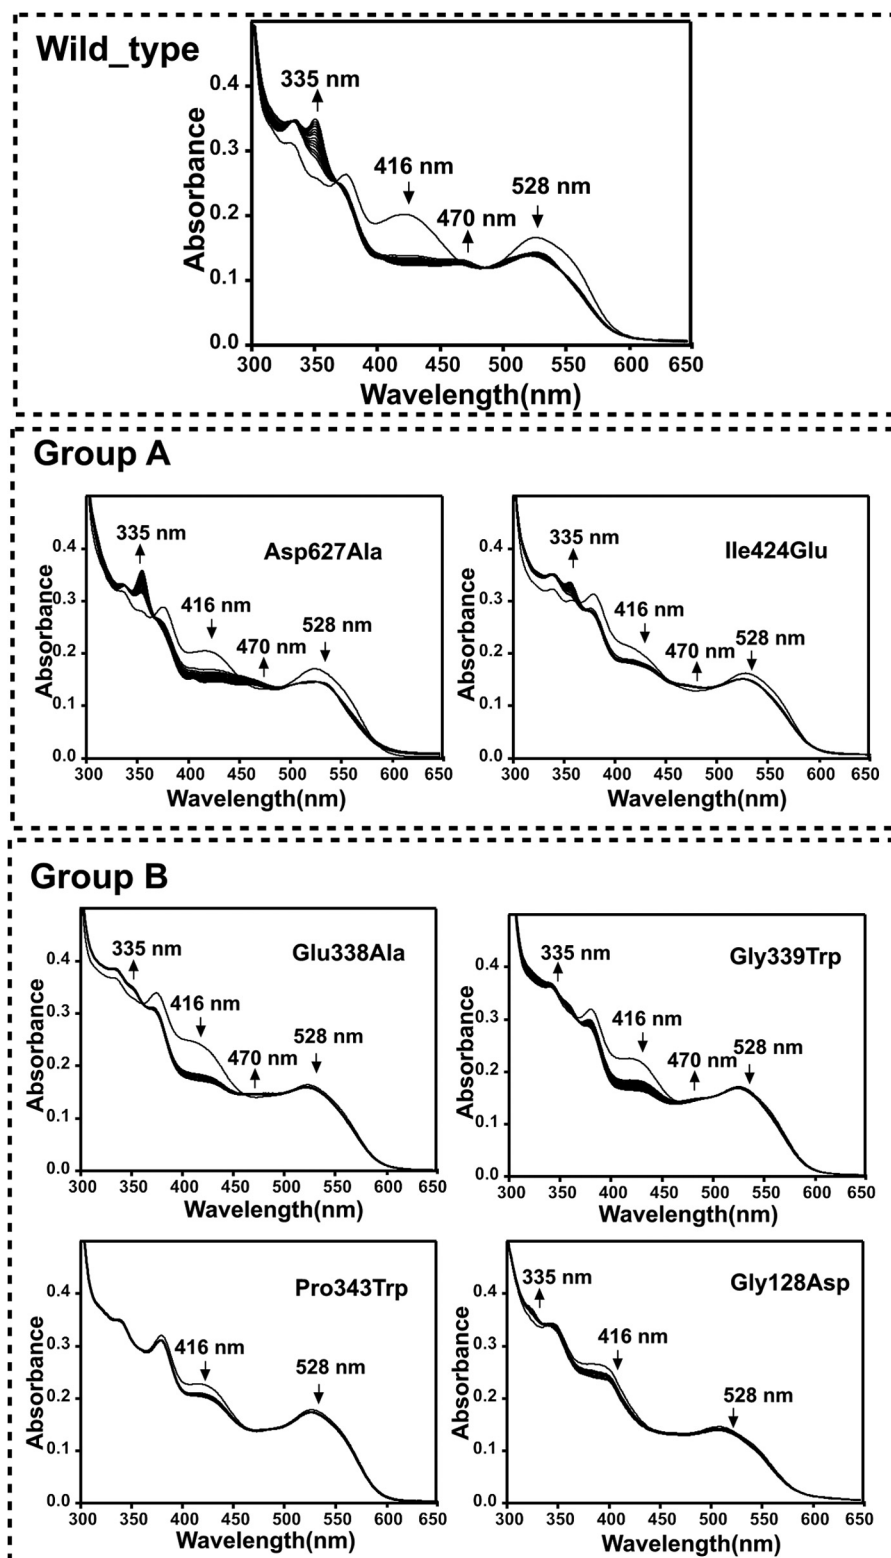 Wild_type
335 nm
416 nm
470 nm
528 nm
Absorbance
0.4
0.3
0.2
0.1
0.0
300 350 400 450 500 550 600 650
Wavelength(nm)
Group A
Asp627Ala
335 nm
416 nm
470 nm
528 nm
Absorbance
0.4
0.3
0.2
0.1
0.0
300 350 400 450 500 550 600 650
Wavelength(nm)
Ile424Glu
335 nm
416 nm
470 nm
528 nm
Absorbance
0.4
0.3
0.2
0.1
0.0
300 350 400 450 500 550 600 650
Wavelength(nm)
Group B
Glu338Ala
335 nm
416 nm
470 nm
528 nm
Absorbance
0.4
0.3
0.2
0.1
0.0
300 350 400 450 500 550 600 650
Wavelength(nm)
Gly339Trp
335 nm
416 nm
470 nm
528 nm
Absorbance
0.4
0.3
0.2
0.1
0.0
300 350 400 450 500 550 600 650
Wavelength(nm)
Pro343Trp
416 nm
528 nm
Absorbance
0.4
0.3
0.2
0.1
0.0
300 350 400 450 500 550 600 650
Wavelength(nm)
Gly128Asp
335 nm
416 nm
528 nm
Absorbance
0.4
0.3
0.2
0.1
0.0
300 350 400 450 500 550 600 650
Wavelength(nm)